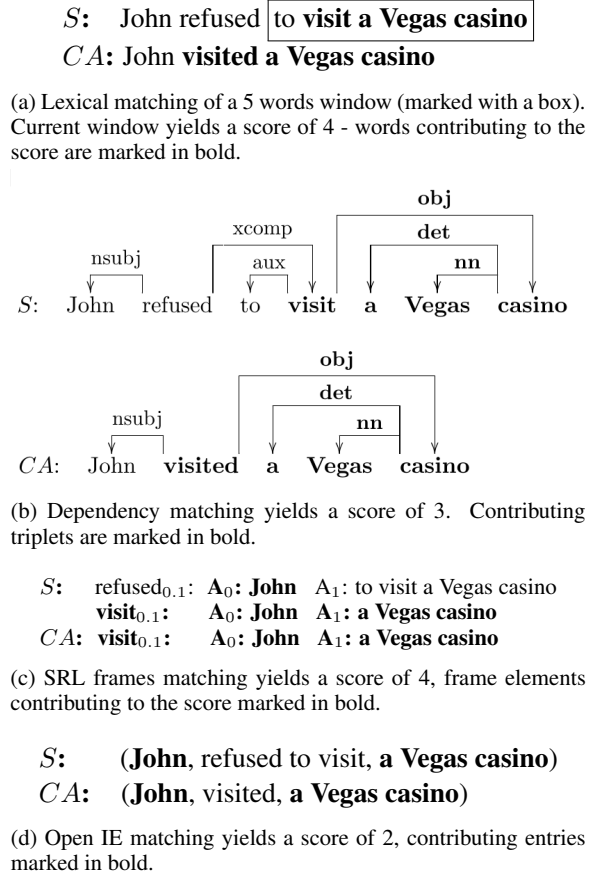 S: John refused to visit a Vegas casino
CA: John visited a Vegas casino
(a) Lexical matching of a 5 words window (marked with a box).
Current window yields a score of 4 - words contributing to the
score are marked in bold.
obj
xcomp det
nsubj aux nn
S: John refused to visit a Vegas casino
obj
det
nsubj nn
CA: John visited a Vegas casino
(b) Dependency matching yields a score of 3. Contributing
triplets are marked in bold.
S: refused0.1: A0: John A1: to visit a Vegas casino
visit0.1: A0: John A1: a Vegas casino
CA: visit0.1: A0: John A1: a Vegas casino
(c) SRL frames matching yields a score of 4, frame elements
contributing to the score marked in bold.
S: (John, refused to visit, a Vegas casino)
CA: (John, visited, a Vegas casino)
(d) Open IE matching yields a score of 2, contributing entries
marked in bold.